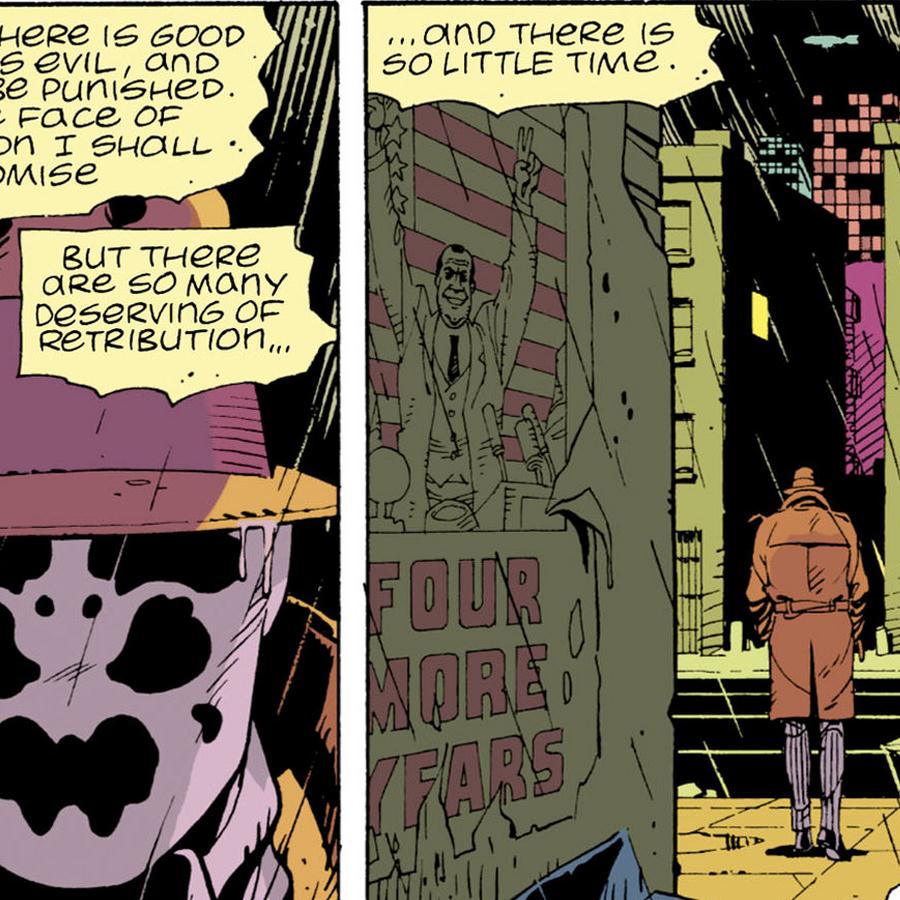 HERE IS GOOD
S EVIL, AND
BE PUNISHED.
FACE OF
ON I SHALL
OMISE
BUT THERE
ARE SO MANY
DESERVING OF
RETRIBUTION...
...AND THERE IS
SO LITTLE TIME.
FOUR
MORE
YEARS